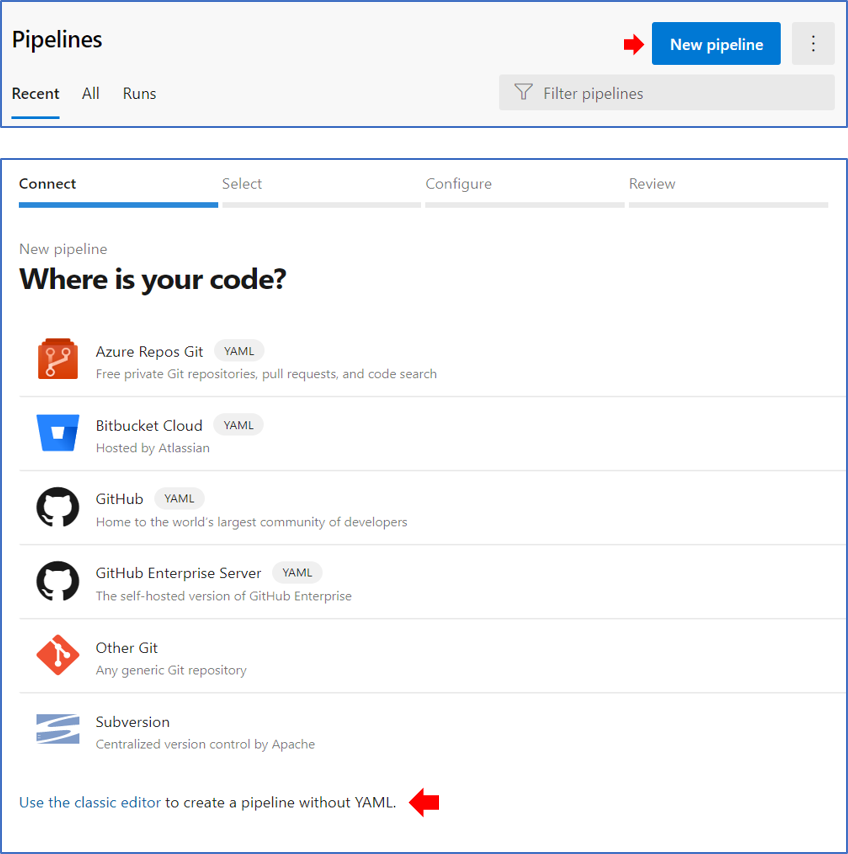 Pipelines
New pipeline
Recent All Runs
Filter pipelines
Connect Select Configure Review
New pipeline
Where is your code?
Azure Repos Git YAML
Free private Git repositories, pull requests, and code search
Bitbucket Cloud YAML
Hosted by Atlassian
GitHub YAML
Home to the world’s largest community of developers
GitHub Enterprise Server YAML
The self-hosted version of GitHub Enterprise
Other Git
Any generic Git repository
Subversion
Centralized version control by Apache
Use the classic editor to create a pipeline without YAML.